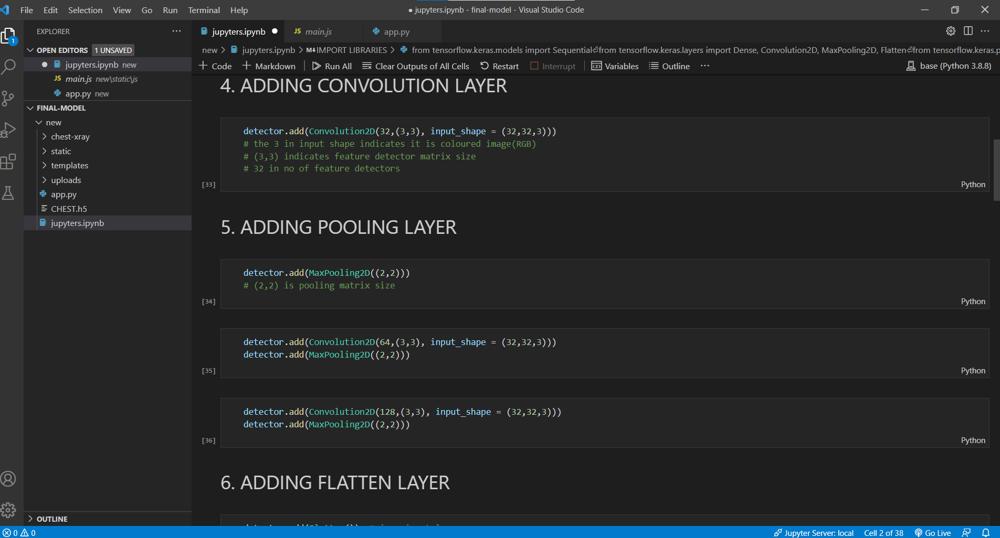 File Edit Selection View Go Run Terminal Help
● jupyters.ipynb - final-model - Visual Studio Code
EXPLORER
OPEN EDITORS 1 UNSAVED
jupyters.ipynb new
main.js new\static\js
app.py new
FINAL-MODEL
new
chest-xray
static
templates
uploads
app.py
CHEST.h5
jupyters.ipynb
OUTLINE
1
jupyters.ipynb
JS main.js
app.py
new > jupyters.ipynb > M↓IMPORT LIBRARIES > from tensorflow.keras.models import Sequential⏎from tensorflow.keras.layers import Dense, Convolution2D, MaxPooling2D, Flatten⏎from tensorflow.keras.p
+ Code + Markdown Run All Clear Outputs of All Cells Restart Interrupt Variables Outline ··· base (Python 3.8.8)
4. ADDING CONVOLUTION LAYER
detector.add(Convolution2D(32,(3,3), input_shape = (32,32,3)))
# the 3 in input shape indicates it is coloured image(RGB)
# (3,3) indicates feature detector matrix size
# 32 in no of feature detectors
[33] Python
5. ADDING POOLING LAYER
detector.add(MaxPooling2D((2,2)))
# (2,2) is pooling matrix size
[34] Python
detector.add(Convolution2D(64,(3,3), input_shape = (32,32,3)))
detector.add(MaxPooling2D((2,2)))
[35] Python
detector.add(Convolution2D(128,(3,3), input_shape = (32,32,3)))
detector.add(MaxPooling2D((2,2)))
[36] Python
6. ADDING FLATTEN LAYER
0 0 Jupyter Server: local Cell 2 of 38 Go Live